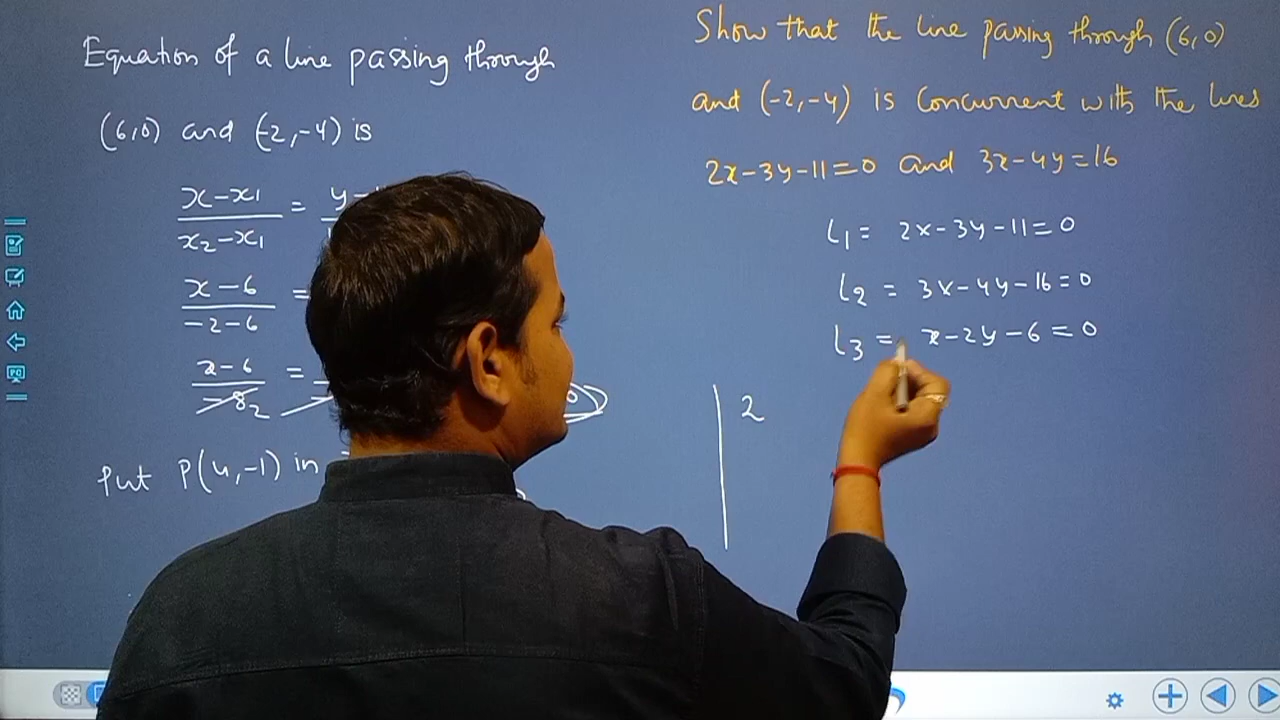 Equation of a line passing through
(6,0) and (-2,-4) is
x-x1 / x2-x1 = y-
x-6 / -2-6 =
x-6 / -8 2 =
Put P(4,-1) in
Show that the line passing through (6,0)
and (-2,-4) is concurrent with the lines
2x-3y-11=0 and 3x-4y=16
L1 = 2x-3y-11=0
L2 = 3x-4y-16=0
L3 = x-2y-6=0
2